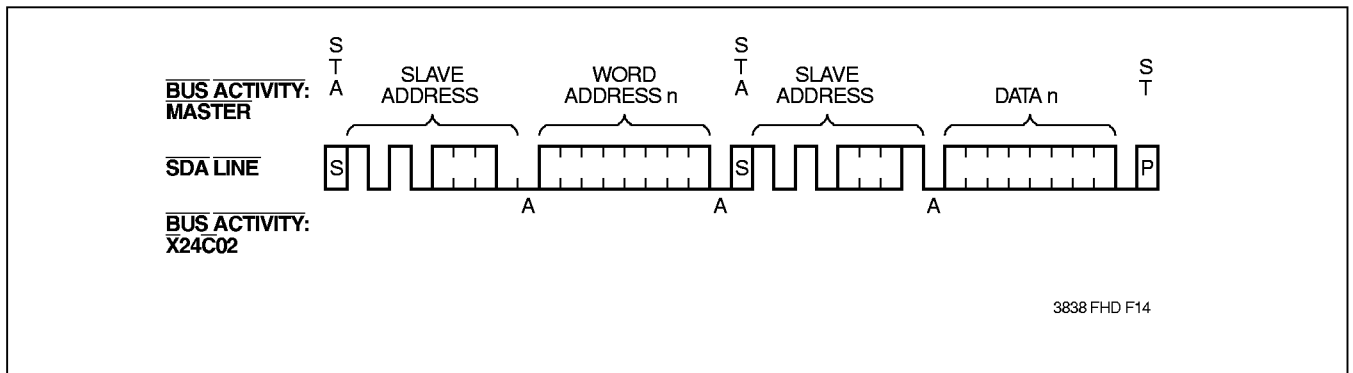 S
T
A
SLAVE
ADDRESS
WORD
ADDRESS n
S
T
A
SLAVE
ADDRESS
DATA n
S
T
BUS ACTIVITY:
MASTER
SDA LINE
S
S
P
A
A
A
BUS ACTIVITY:
X24C02
3838 FHD F14